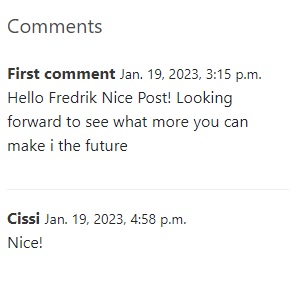 Comments
First comment Jan. 19, 2023, 3:15 p.m.
Hello Fredrik Nice Post! Looking
forward to see what more you can
make i the future
Cissi Jan. 19, 2023, 4:58 p.m.
Nice!